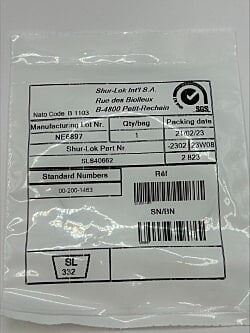 Shur-Lok Int'l S.A.
Rue des Biolleux
B-4800 Petit-Rechain
Nato Code: B 1103
SGS
Manufacturing Lot Nr. Qty/bag Packing date
NE6897 1 21/02/23
Shur-Lok Part Nr. -2302 23W08
SL840662 2 823
Standard Numbers Réf
00-200-1463
SN/BN
SL
332